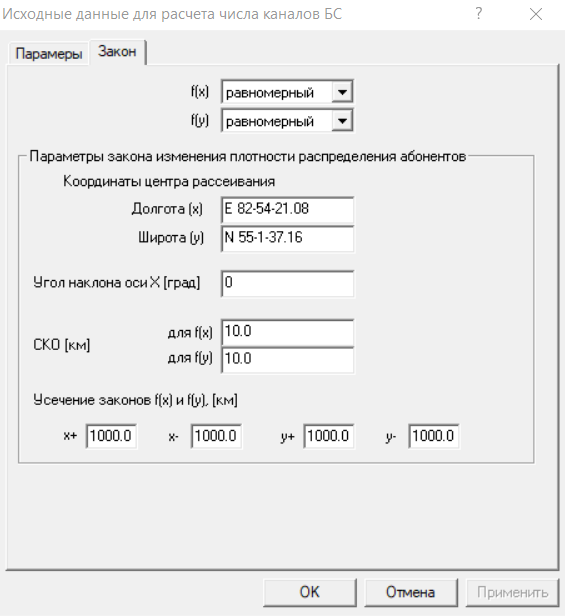 Исходные данные для расчета числа каналов БС ?
Парамеры Закон
f(x) равномерный
f(y) равномерный
Параметры закона изменения плотности распределения абонентов
Координаты центра рассеивания
Долгота (x) E 82-54-21.08
Широта (y) N 55-1-37.16
Угол наклона оси X [град] 0
СКО [км]
для f(x) 10.0
для f(y) 10.0
Усечение законов f(x) и f(y), [км]
x+ 1000.0 x- 1000.0 y+ 1000.0 y- 1000.0
OK Отмена Применить